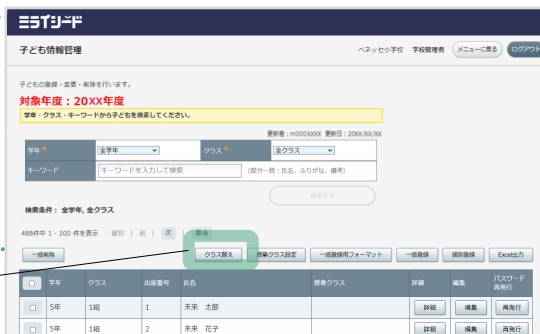 ミライシード
子ども情報管理 ベネッセ小学校 学校管理者 メニューに戻る ログアウト
子どもの登録・変更・削除を行います。
対象年度：20XX年度
学年・クラス・キーワードから子どもを検索してください。
更新者：m000XXXX 更新日：20XX/XX/XX
学年 * 全学年 クラス * 全クラス
キーワード キーワードを入力して検索 (部分一致：氏名、ふりがな、備考)
検索する
検索条件： 全学年, 全クラス
488件中 1 - 100 件を表示 最初 | 前 | 次 | 最後
一括削除 クラス替え 授業クラス設定 一括登録用フォーマット 一括登録 個別登録 Excel出力
学年 クラス 出席番号 氏名 授業クラス 詳細 編集 パスワード
再発行
5年 1組 1 未来 太郎 詳細 編集 再発行
5年 1組 2 未来 花子 詳細 編集 再発行